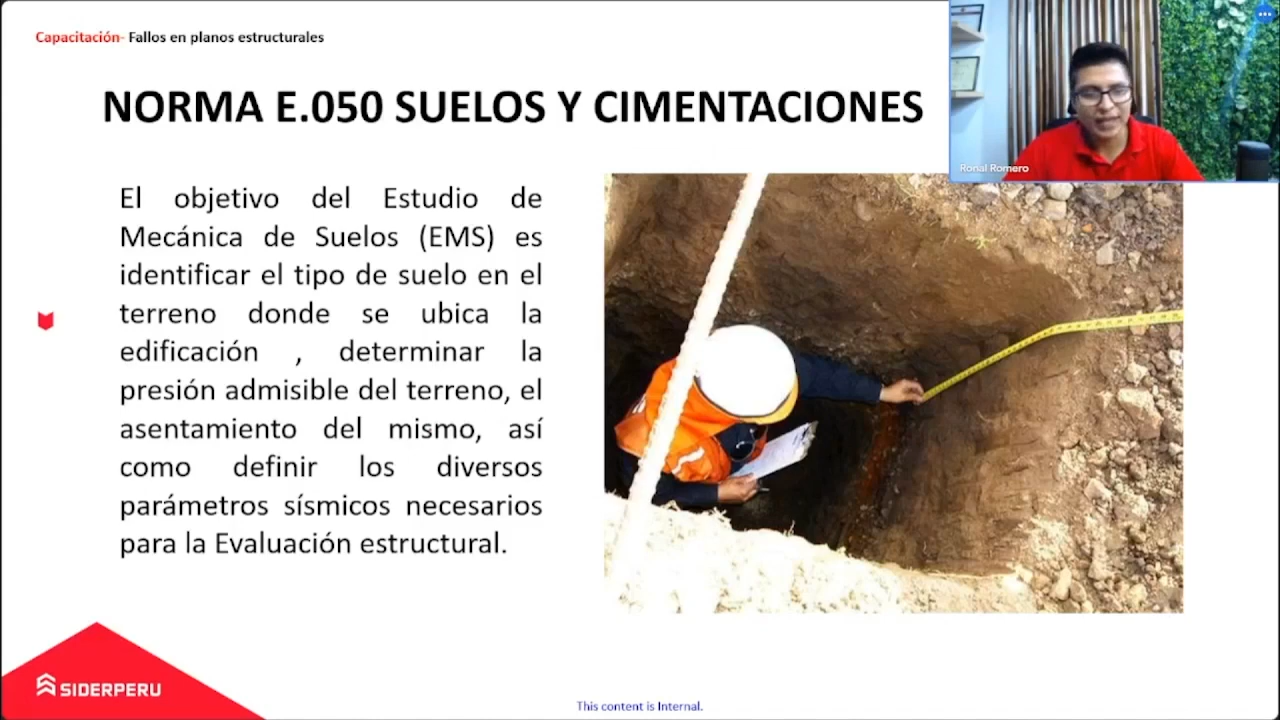 Capacitación- Fallos en planos estructurales
NORMA E.050 SUELOS Y CIMENTACIONES
Ronal Romero
El objetivo del Estudio de
Mecánica de Suelos (EMS) es
identificar el tipo de suelo en el
terreno donde se ubica la
edificación , determinar la
presión admisible del terreno, el
asentamiento del mismo, así
como definir los diversos
parámetros sísmicos necesarios
para la Evaluación estructural.
SIDERPERU
This content is Internal.